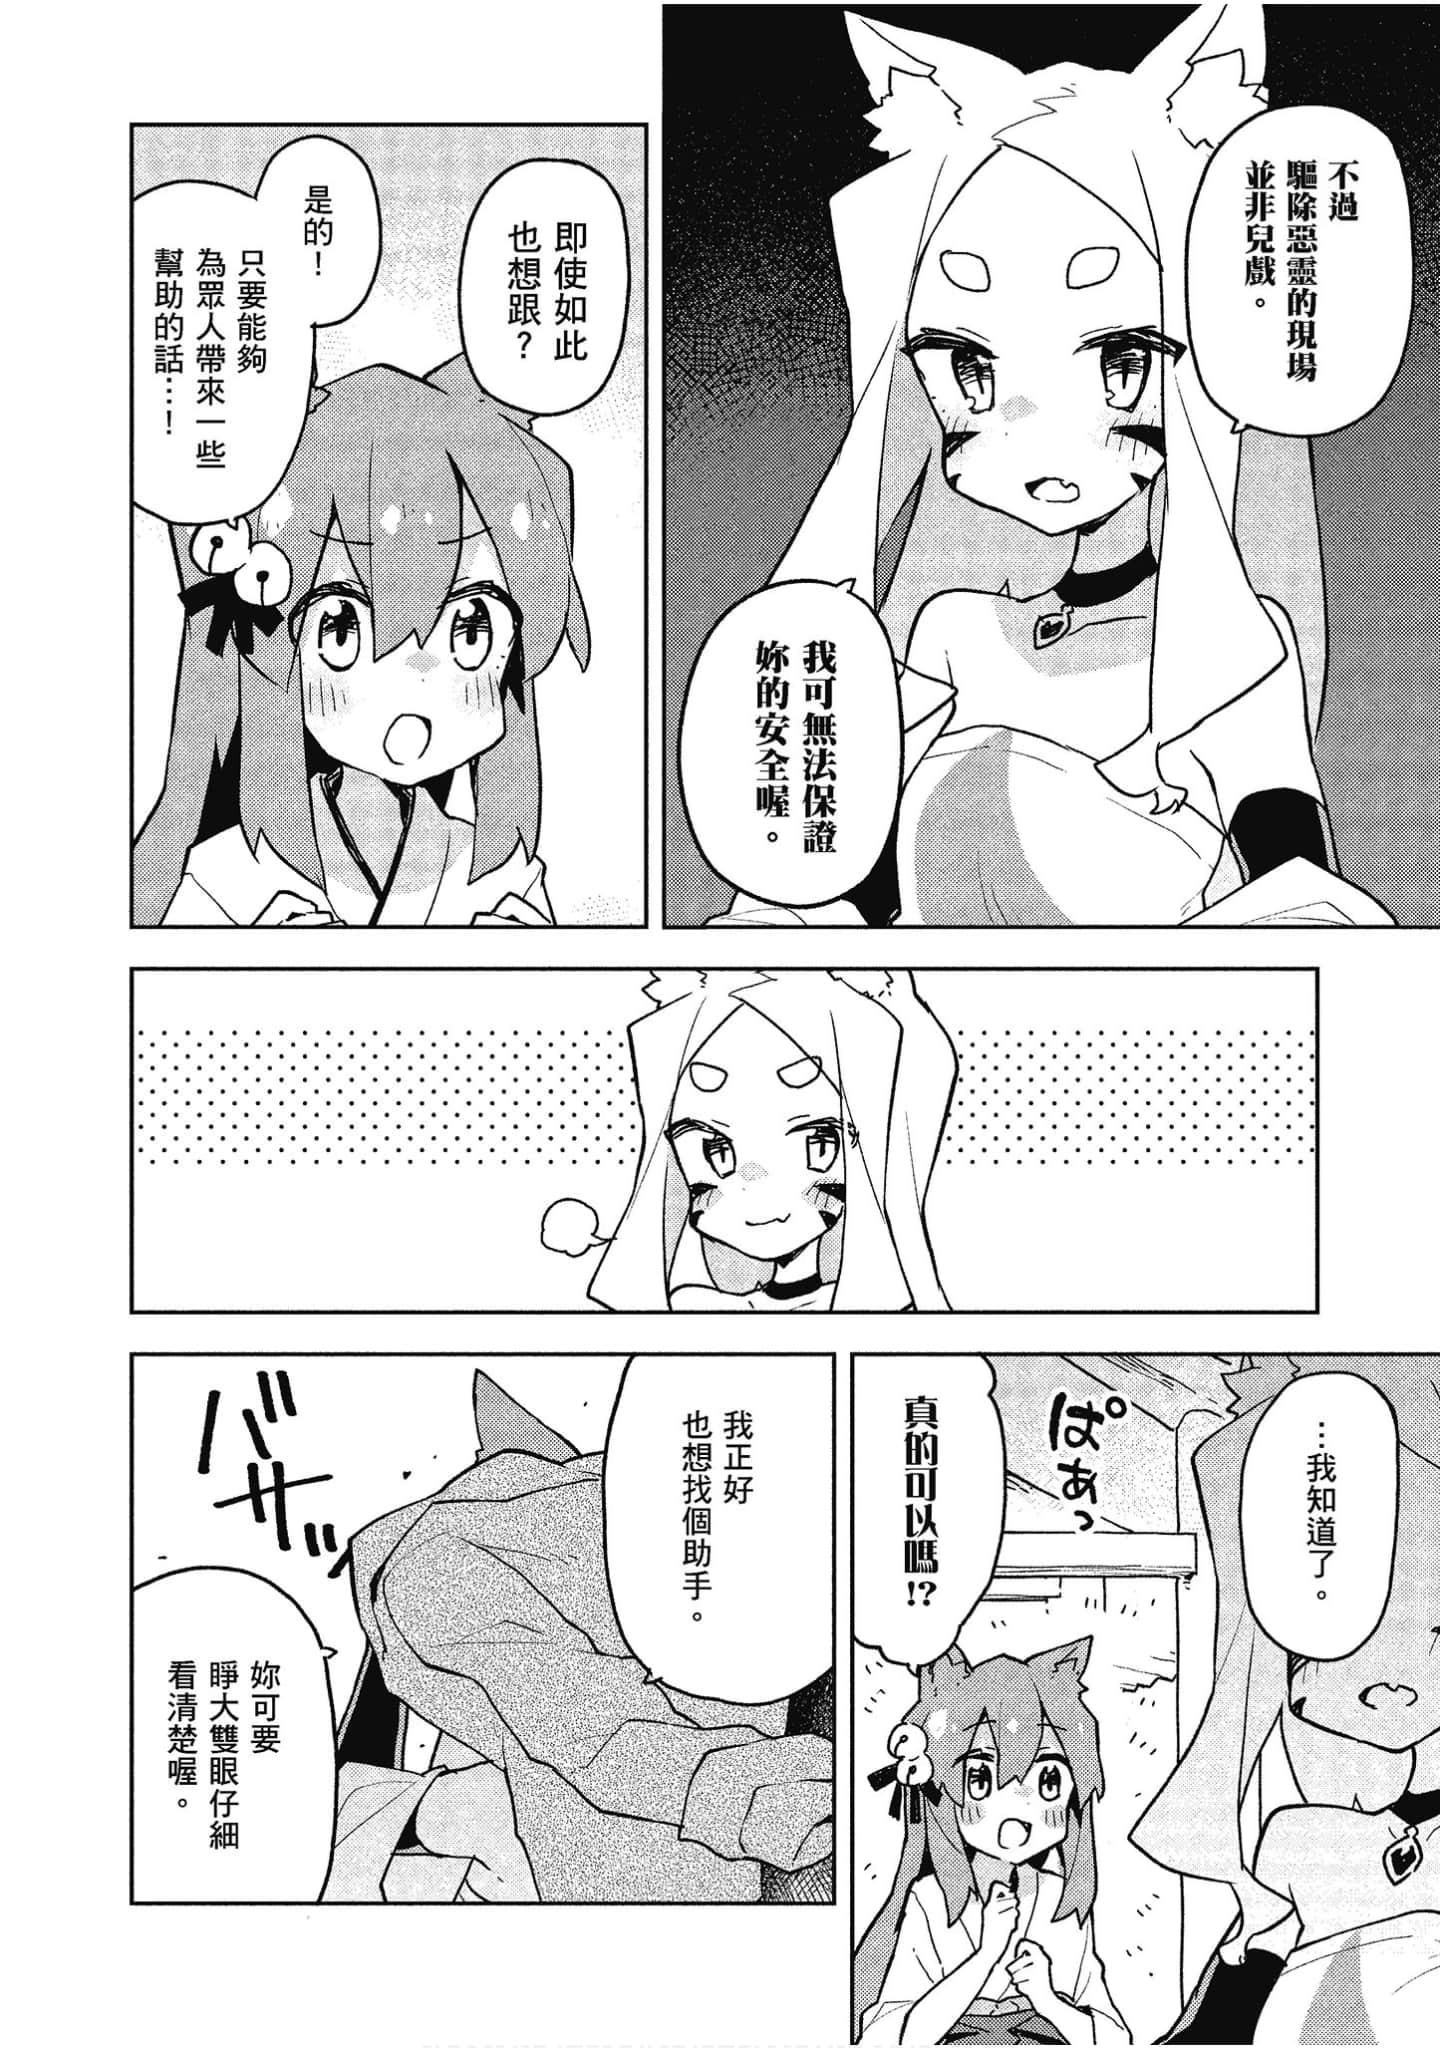 不過
驅除惡靈的現場
並非兒戲。
我可無法保證
妳的安全喔。
即使如此
也想跟？
是的！
只要能夠
為眾人帶來一些
幫助的話…！
…我知道了。
ぱあっ
真的可以嗎!?
我正好
也想找個助手。
バサッ
妳可要
睜大雙眼仔細
看清楚喔。